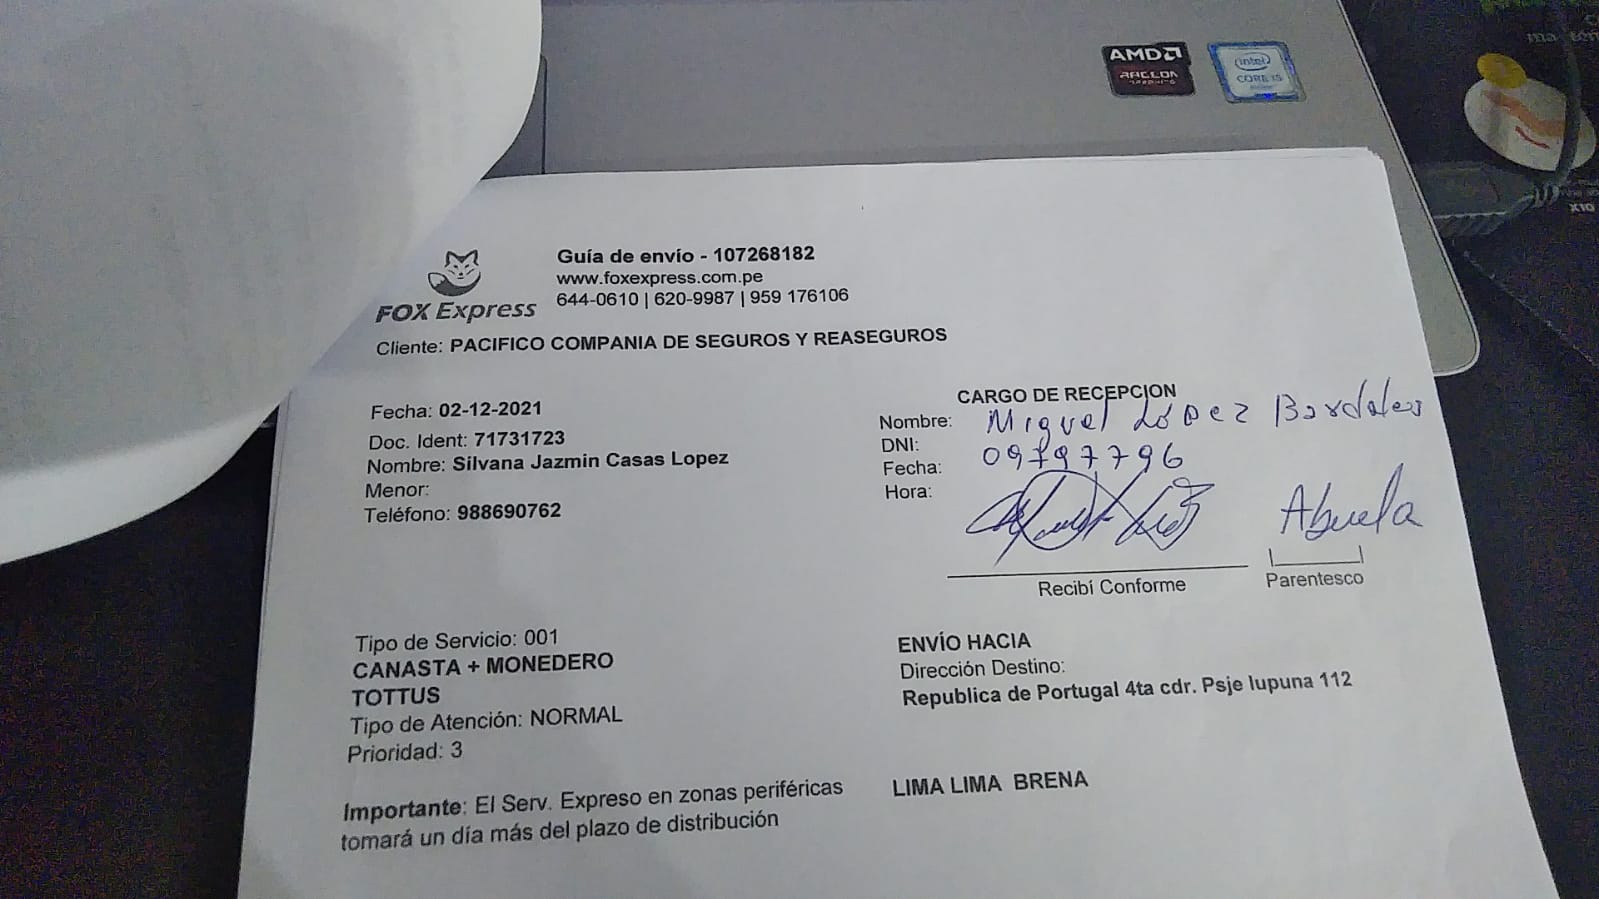 AMD
RADEON
GRAPHICS
intel
CORE i5
X10
FOX Express
Guía de envío - 107268182
www.foxexpress.com.pe
644-0610 | 620-9987 | 959 176106
Cliente: PACIFICO COMPANIA DE SEGUROS Y REASEGUROS
Fecha: 02-12-2021
Doc. Ident: 71731723
Nombre: Silvana Jazmin Casas Lopez
Menor:
Teléfono: 988690762
CARGO DE RECEPCION
Nombre: Miguel López Bardales
DNI: 09797796
Fecha:
Hora:
Abuela
Recibí Conforme
Parentesco
Tipo de Servicio: 001
CANASTA + MONEDERO
TOTTUS
Tipo de Atención: NORMAL
Prioridad: 3
Importante: El Serv. Expreso en zonas periféricas
tomará un día más del plazo de distribución
ENVÍO HACIA
Dirección Destino:
Republica de Portugal 4ta cdr. Psje lupuna 112
LIMA LIMA BRENA